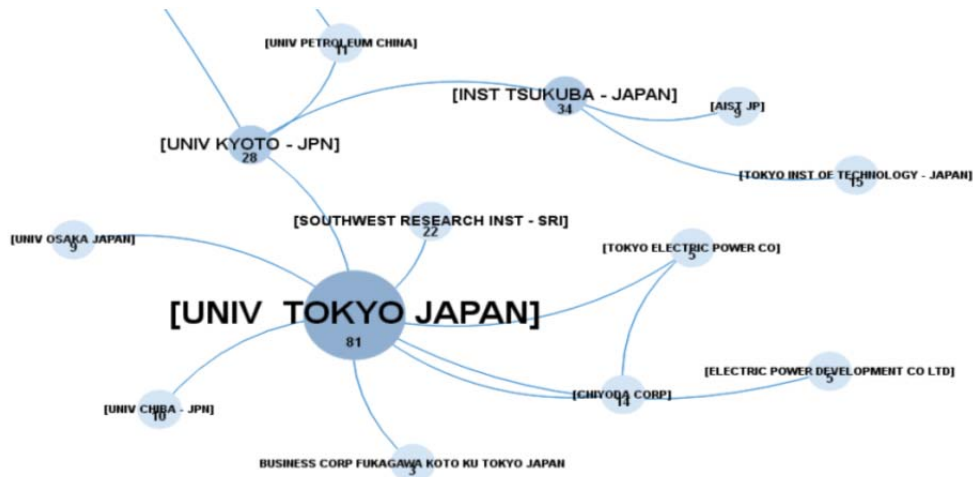 [UNIV PETROLEUM CHINA]
11
[INST TSUKUBA - JAPAN]
34
[AIST JP]
9
[UNIV KYOTO - JPN]
28
[TOKYO INST OF TECHNOLOGY - JAPAN]
15
[SOUTHWEST RESEARCH INST - SRI]
22
[UNIV OSAKA JAPAN]
9
[TOKYO ELECTRIC POWER CO]
5
[UNIV  TOKYO JAPAN]
81
[ELECTRIC POWER DEVELOPMENT CO LTD]
5
[CHIYODA CORP]
14
[UNIV CHIBA - JPN]
10
BUSINESS CORP FUKAGAWA KOTO KU TOKYO JAPAN
3